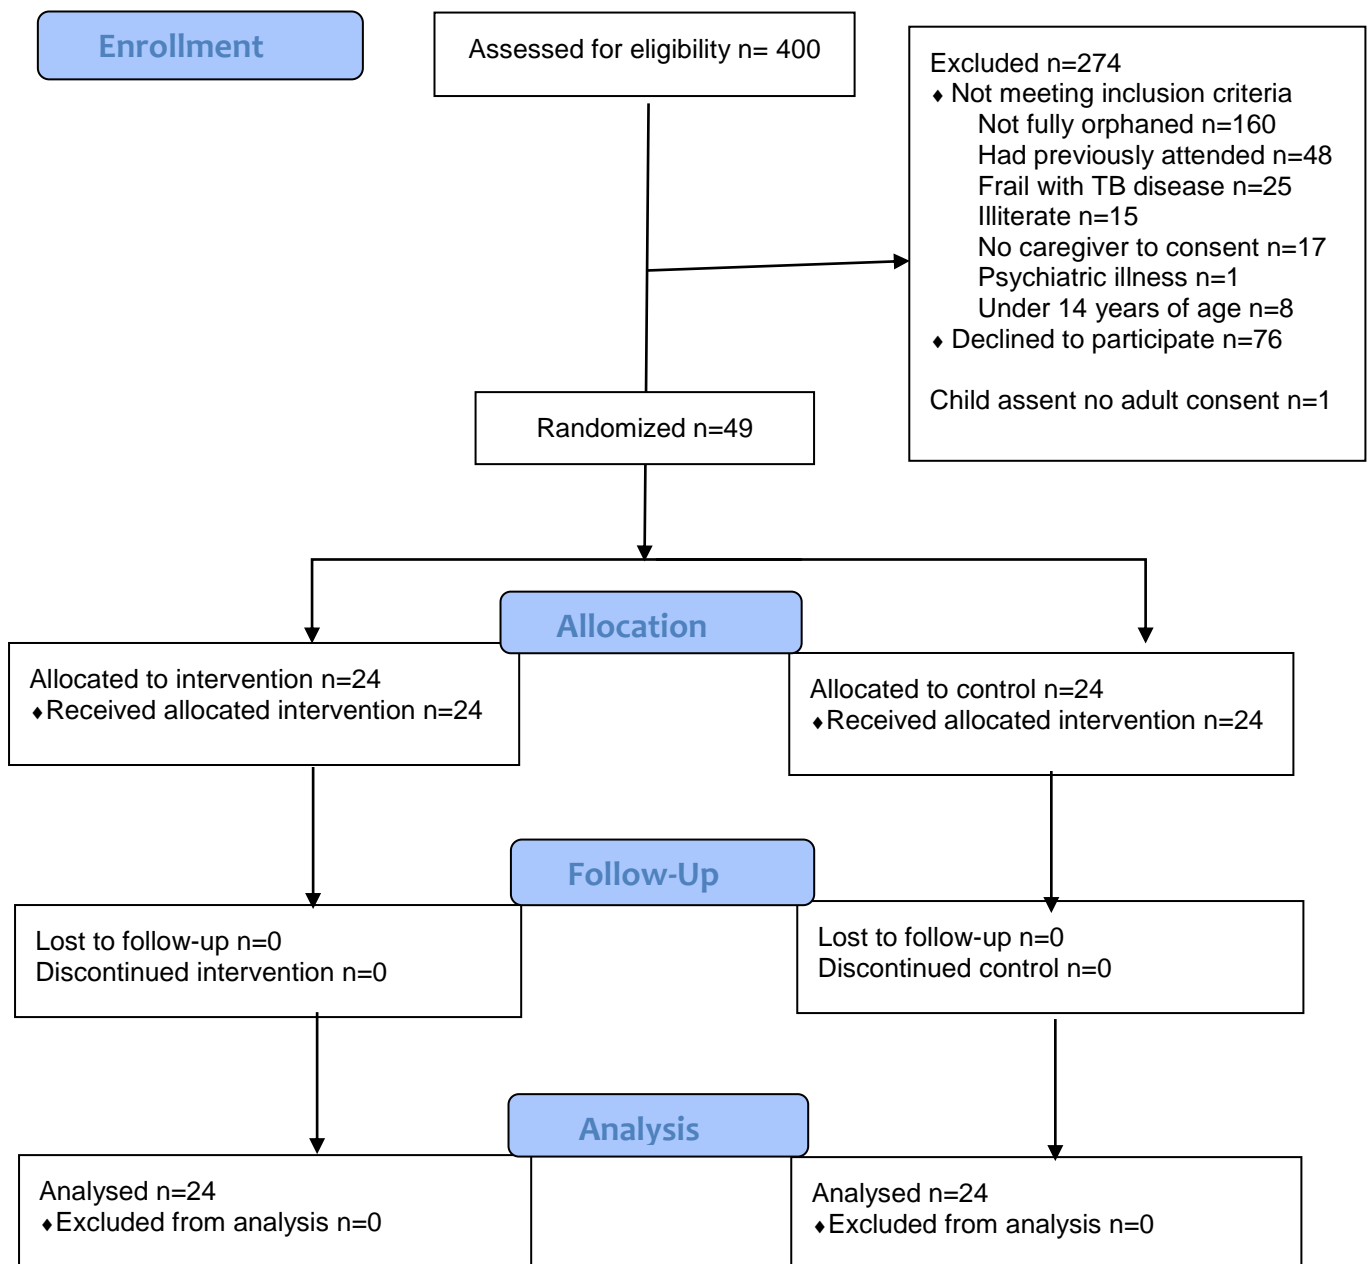 Enrollment
Assessed for eligibility n= 400
Excluded n=274
♦ Not meeting inclusion criteria
Not fully orphaned n=160
Had previously attended n=48
Frail with TB disease n=25
Illiterate n=15
No caregiver to consent n=17
Psychiatric illness n=1
Under 14 years of age n=8
♦ Declined to participate n=76
Child assent no adult consent n=1
Randomized n=49
Allocation
Allocated to intervention n=24
♦Received allocated intervention n=24
Allocated to control n=24
♦Received allocated intervention n=24
Follow-Up
Lost to follow-up n=0
Discontinued intervention n=0
Lost to follow-up n=0
Discontinued control n=0
Analysis
Analysed n=24
♦Excluded from analysis n=0
Analysed n=24
♦Excluded from analysis n=0